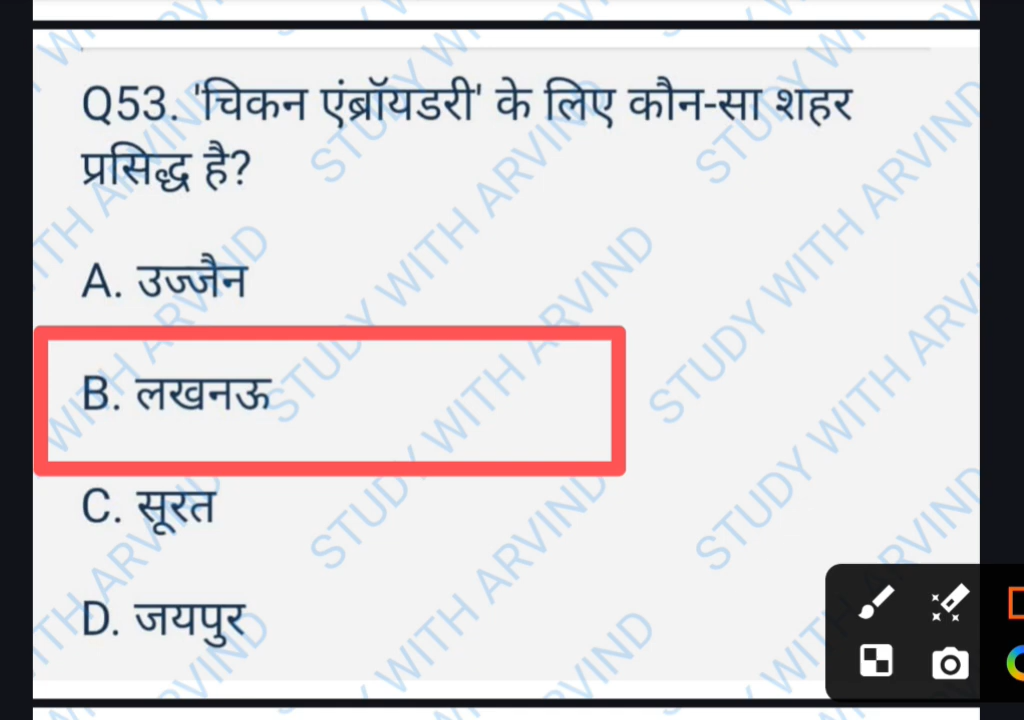 Q53. 'चिकन एंब्रॉयडरी' के लिए कौन-सा शहर
प्रसिद्ध है?
A. उज्जैन
B. लखनऊ
C. सूरत
D. जयपुर
STUDY WITH ARVIND